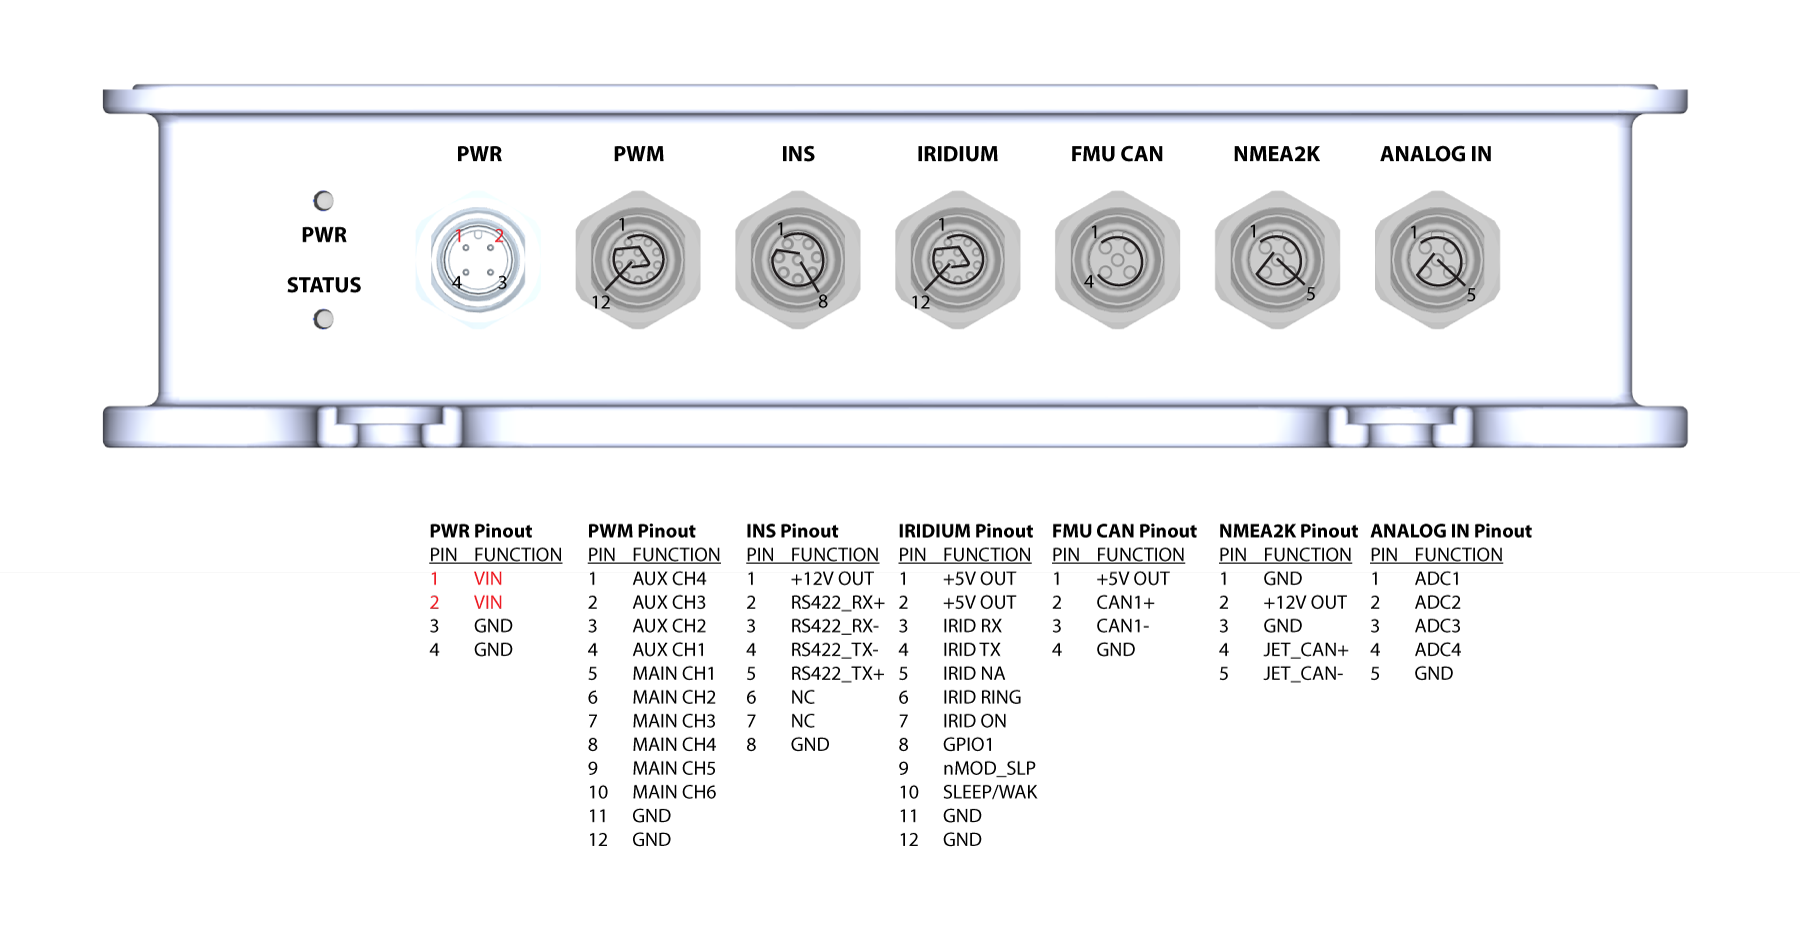 PWR PWM INS IRIDIUM FMU CAN NMEA2K ANALOG IN
PWR
STATUS
1 2 1 1 1 1 1 1
4 3 12 8 12 4 5 5
PWR Pinout PWM Pinout INS Pinout IRIDIUM Pinout FMU CAN Pinout NMEA2K Pinout ANALOG IN Pinout
PIN FUNCTION PIN FUNCTION PIN FUNCTION PIN FUNCTION PIN FUNCTION PIN FUNCTION PIN FUNCTION
1 VIN 1 AUX CH4 1 +12V OUT 1 +5V OUT 1 +5V OUT 1 GND 1 ADC1
2 VIN 2 AUX CH3 2 RS422_RX+ 2 +5V OUT 2 CAN1+ 2 +12V OUT 2 ADC2
3 GND 3 AUX CH2 3 RS422_RX- 3 IRID RX 3 CAN1- 3 GND 3 ADC3
4 GND 4 AUX CH1 4 RS422_TX- 4 IRID TX 4 GND 4 JET_CAN+ 4 ADC4
5 MAIN CH1 5 RS422_TX+ 5 IRID NA 5 JET_CAN- 5 GND
6 MAIN CH2 6 NC 6 IRID RING
7 MAIN CH3 7 NC 7 IRID ON
8 MAIN CH4 8 GND 8 GPIO1
9 MAIN CH5 9 nMOD_SLP
10 MAIN CH6 10 SLEEP/WAK
11 GND 11 GND
12 GND 12 GND